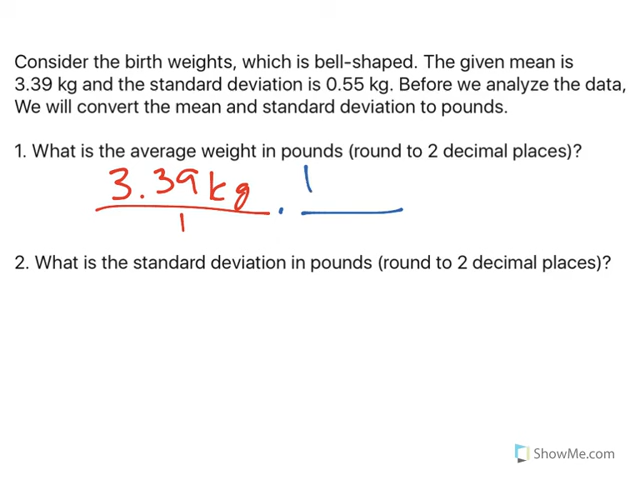 Consider the birth weights, which is bell-shaped. The given mean is
3.39 kg and the standard deviation is 0.55 kg. Before we analyze the data,
We will convert the mean and standard deviation to pounds.
1. What is the average weight in pounds (round to 2 decimal places)?
3.39 kg . 1
1
2. What is the standard deviation in pounds (round to 2 decimal places)?
ShowMe.com